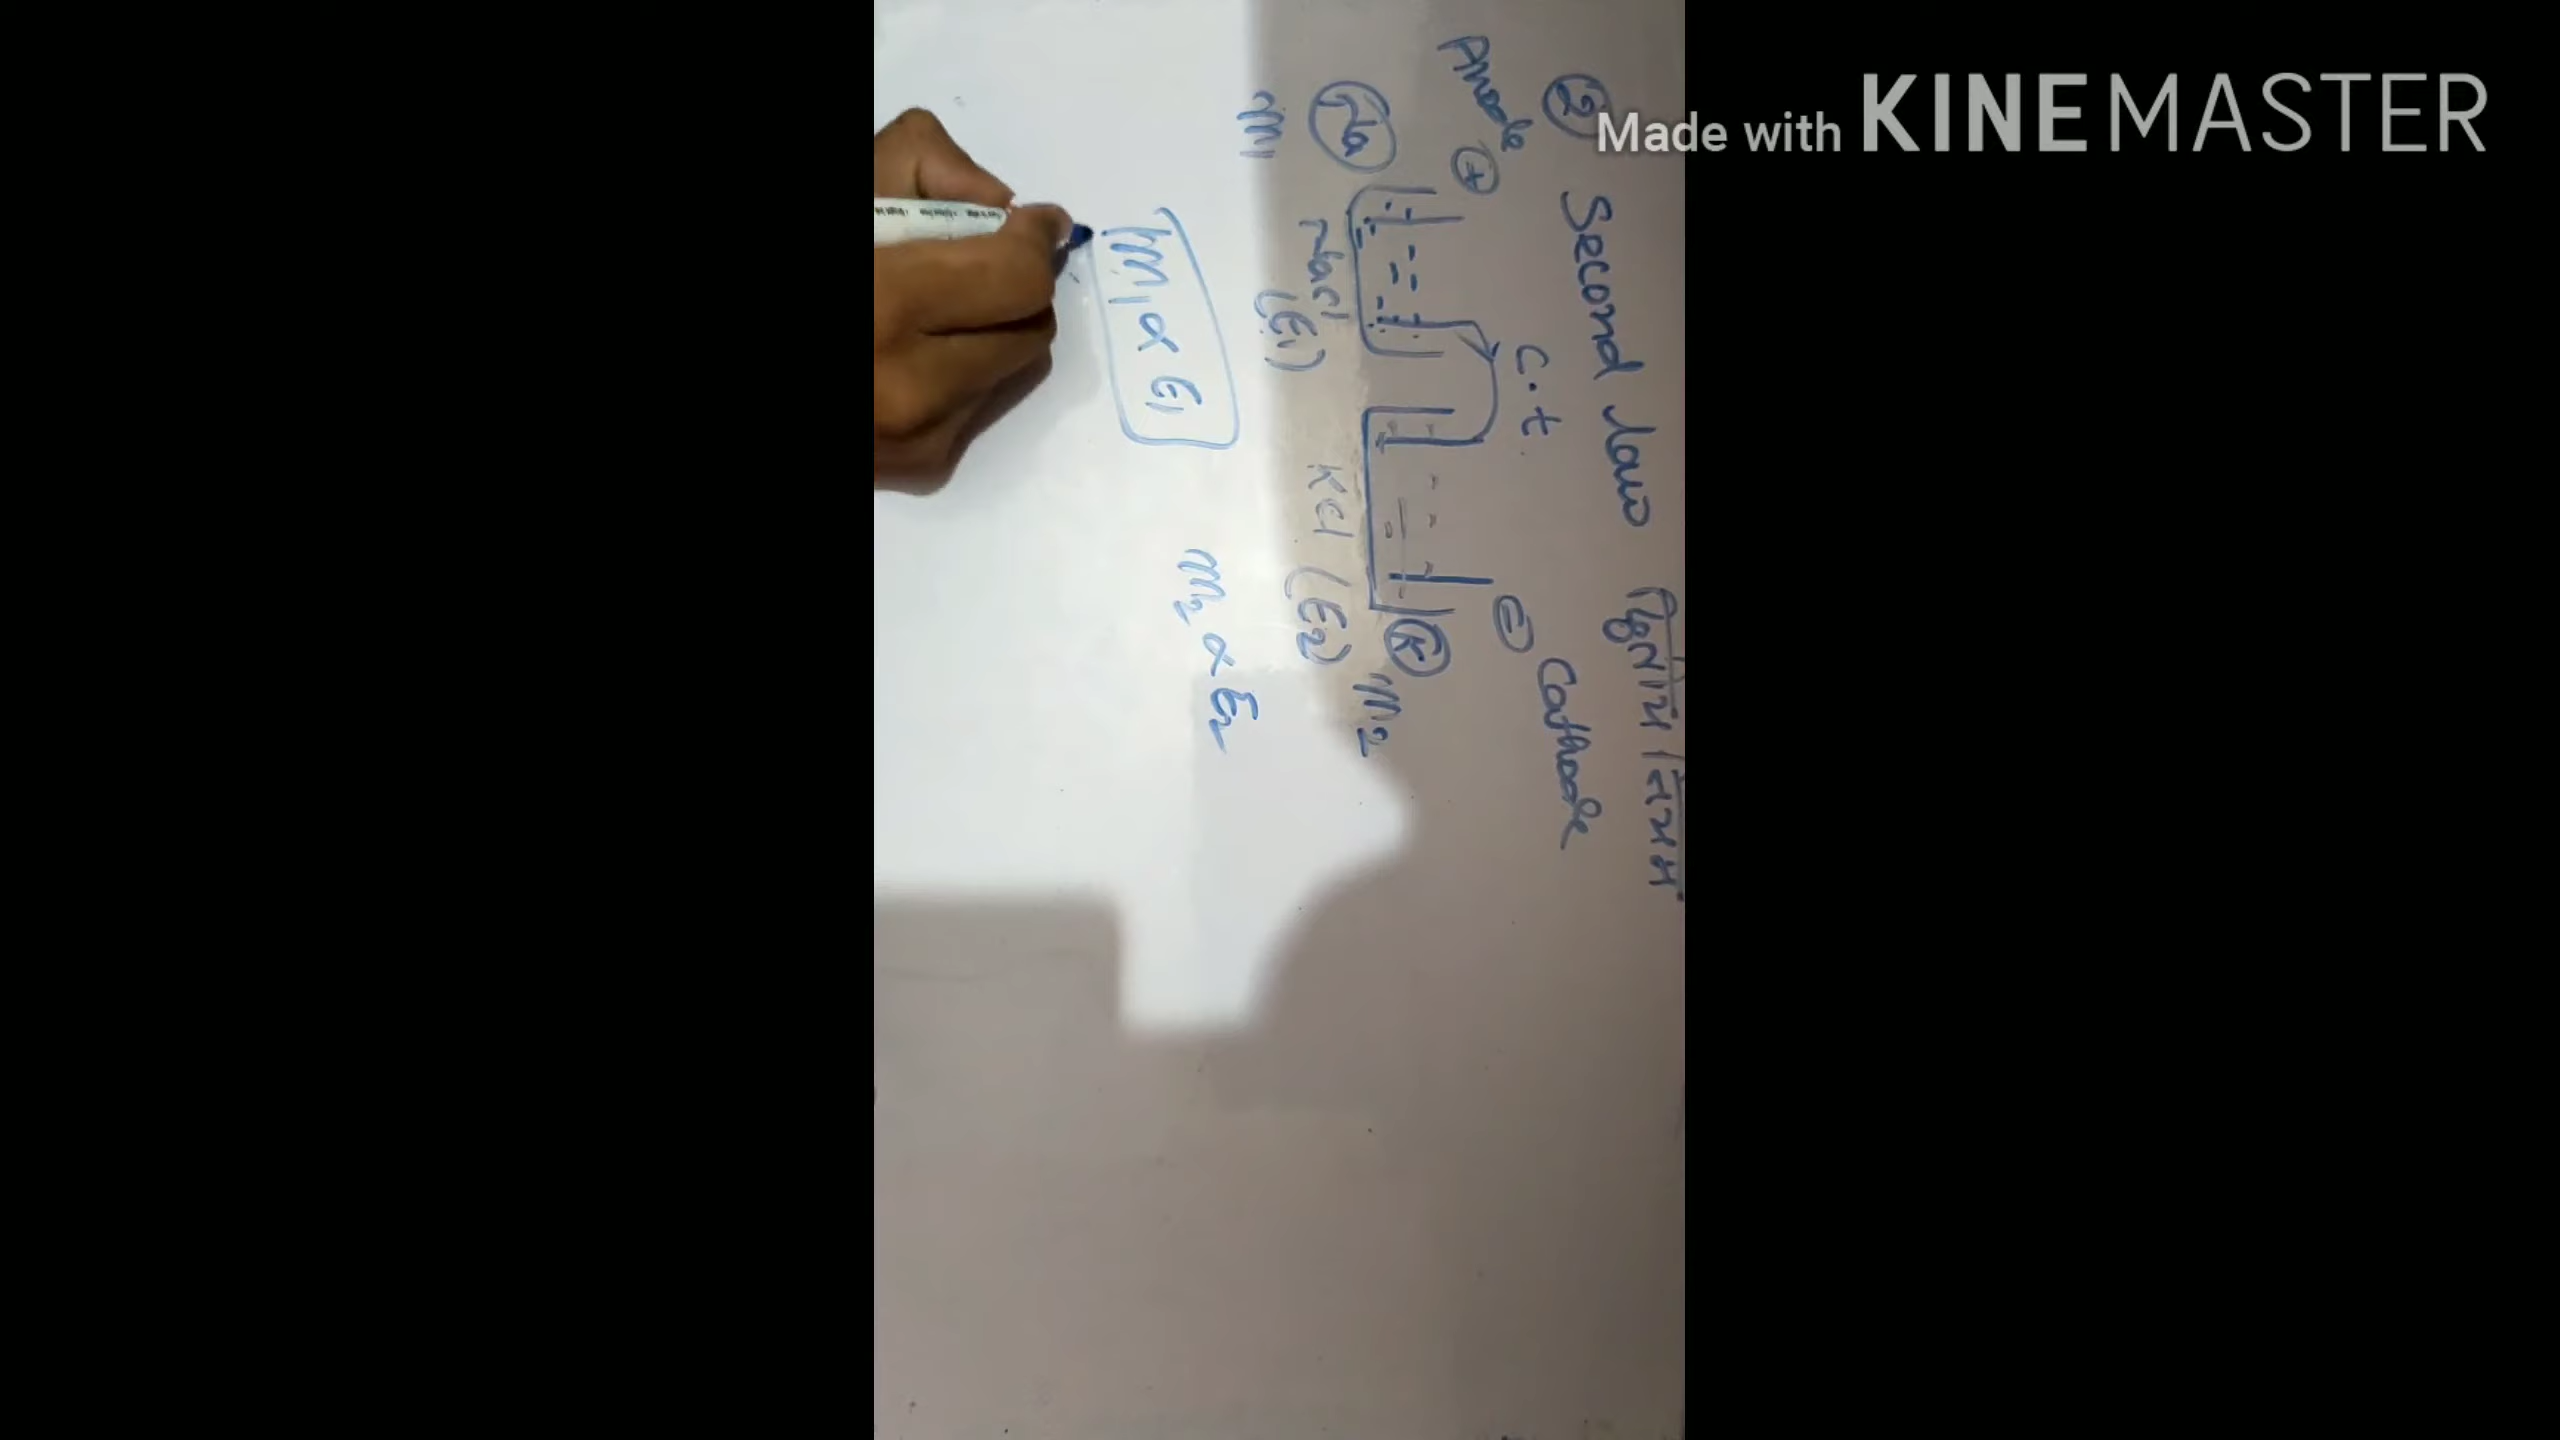 Made with KINEMASTER
② Second law द्वितीय नियम
C.t
Anode ⊕
⊖ Cathode
Na
K
m1
NaCl
(E1)
KCl (E2)
m2
m1 ∝ E1
m2 ∝ E2